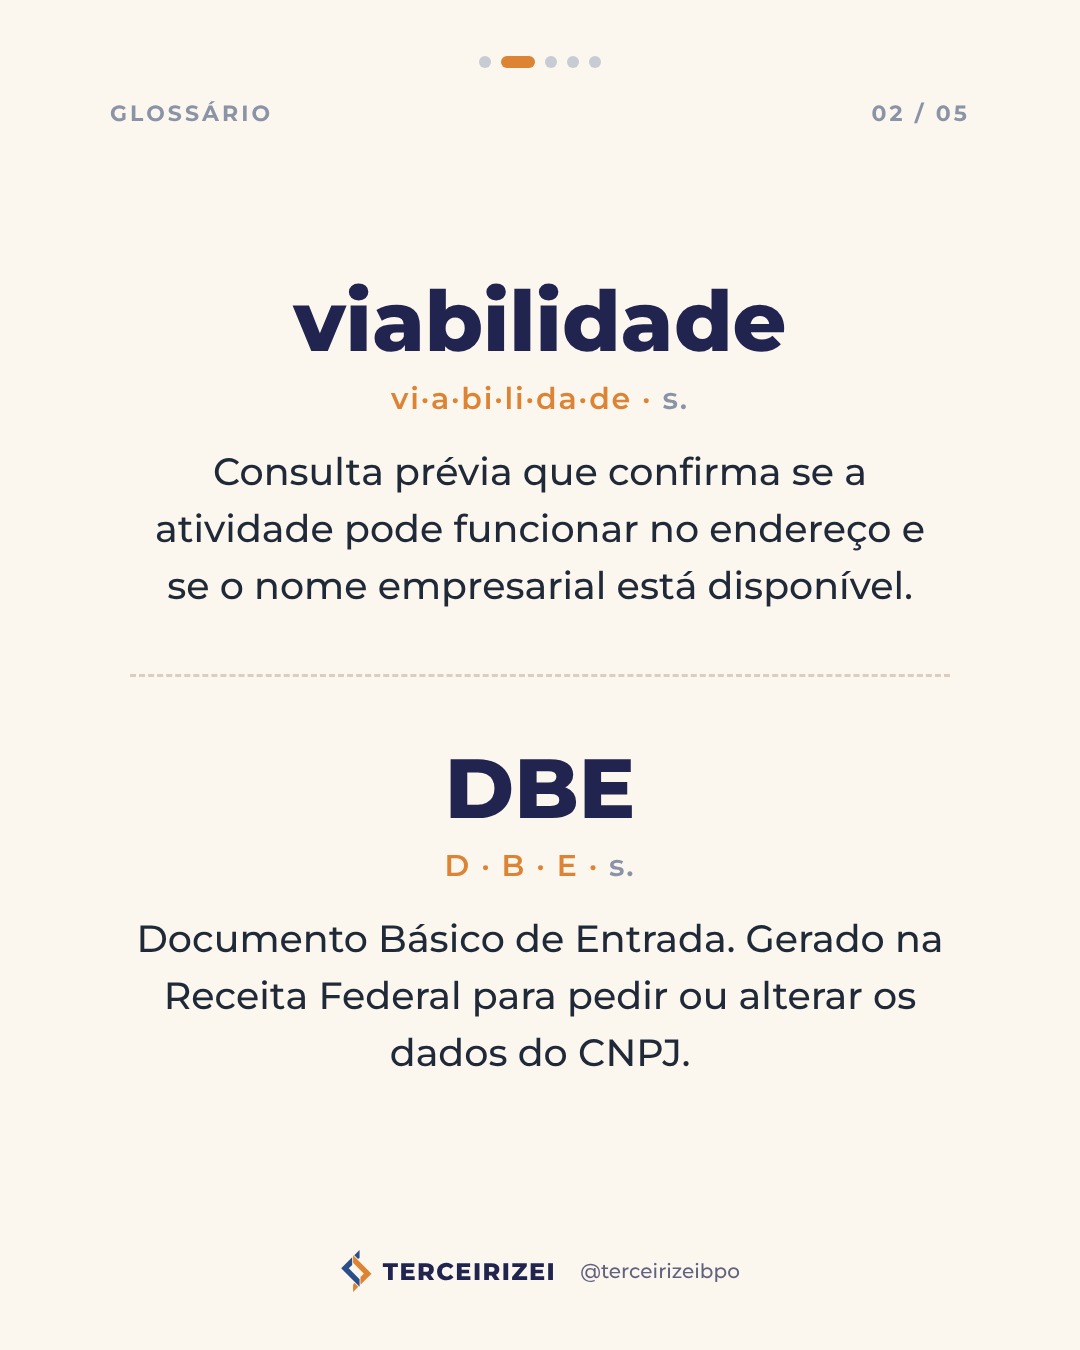 GLOSSÁRIO
02 / 05
viabilidade
vi·a·bi·li·da·de · s.
Consulta prévia que confirma se a
atividade pode funcionar no endereço e
se o nome empresarial está disponível.
DBE
D · B · E · s.
Documento Básico de Entrada. Gerado na
Receita Federal para pedir ou alterar os
dados do CNPJ.
TERCEIRIZEI @terceirizeibpo